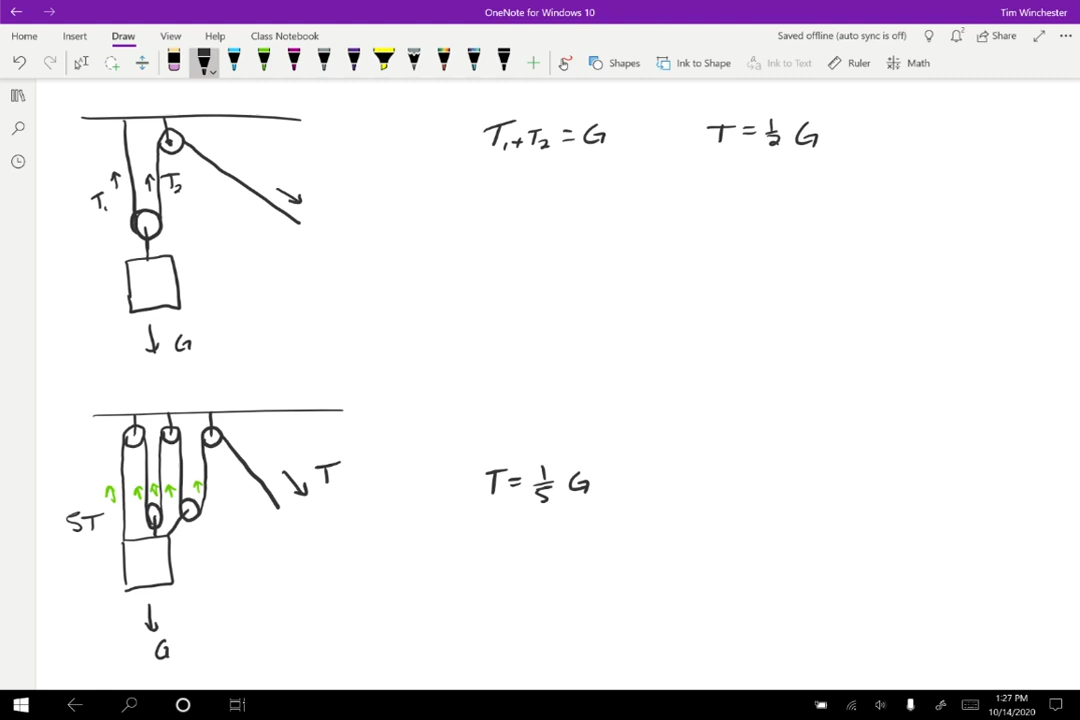 OneNote for Windows 10
Tim Winchester
Home Insert Draw View Help Class Notebook
Saved offline (auto sync is off) Share
Shapes Ink to Shape Ink to Text Ruler Math
T₁+T₂ = G
T = ½ G
T₁ T₂
G
T
5T
T = 1/5 G
G
1:27 PM
10/14/2020